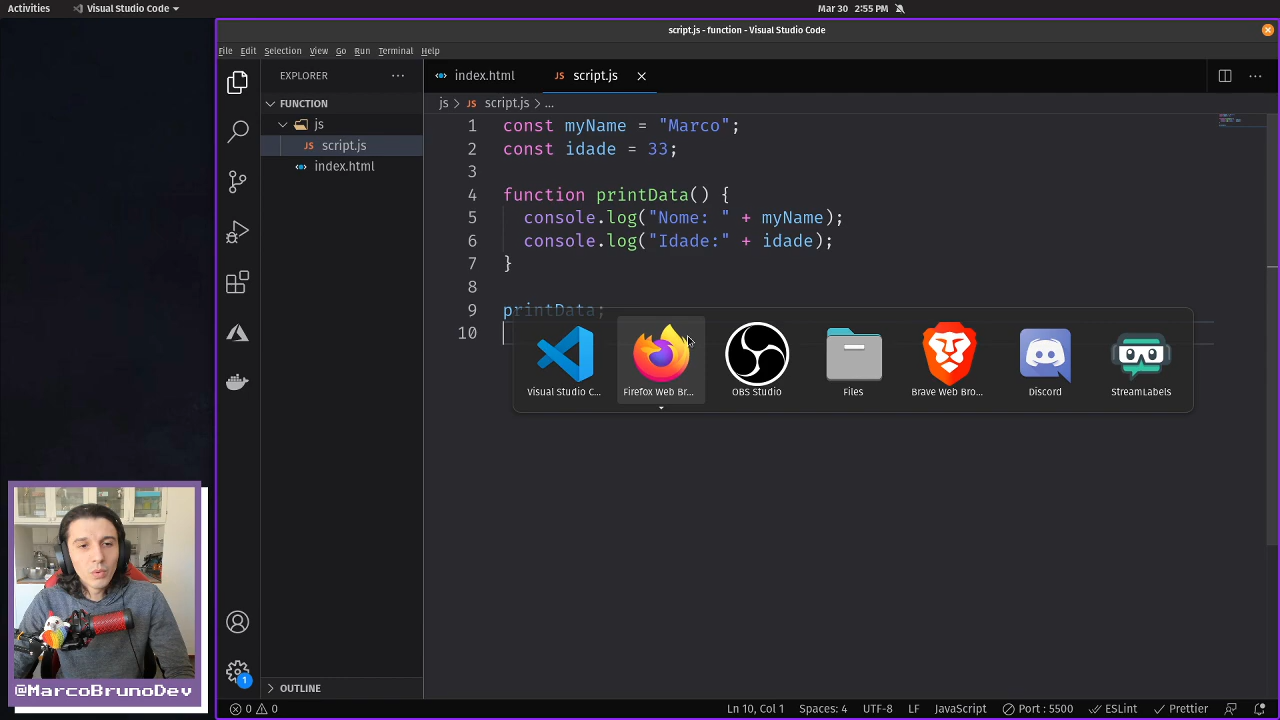 Activities
Visual Studio Code
Mar 30 2:55 PM
script.js - function - Visual Studio Code
File Edit Selection View Go Run Terminal Help
EXPLORER
index.html
JS script.js
FUNCTION
js > JS script.js > ...
js
JS script.js
index.html
1 const myName = "Marco";
2 const idade = 33;
3
4 function printData() {
5 console.log("Nome: " + myName);
6 console.log("Idade:" + idade);
7 }
8
9 printData;
10
Visual Studio C...
Firefox Web Br...
OBS Studio
Files
Brave Web Bro...
Discord
StreamLabels
1
@MarcoBrunoDev
OUTLINE
0 0
Ln 10, Col 1
Spaces: 4
UTF-8
LF
JavaScript
Port : 5500
ESLint
Prettier